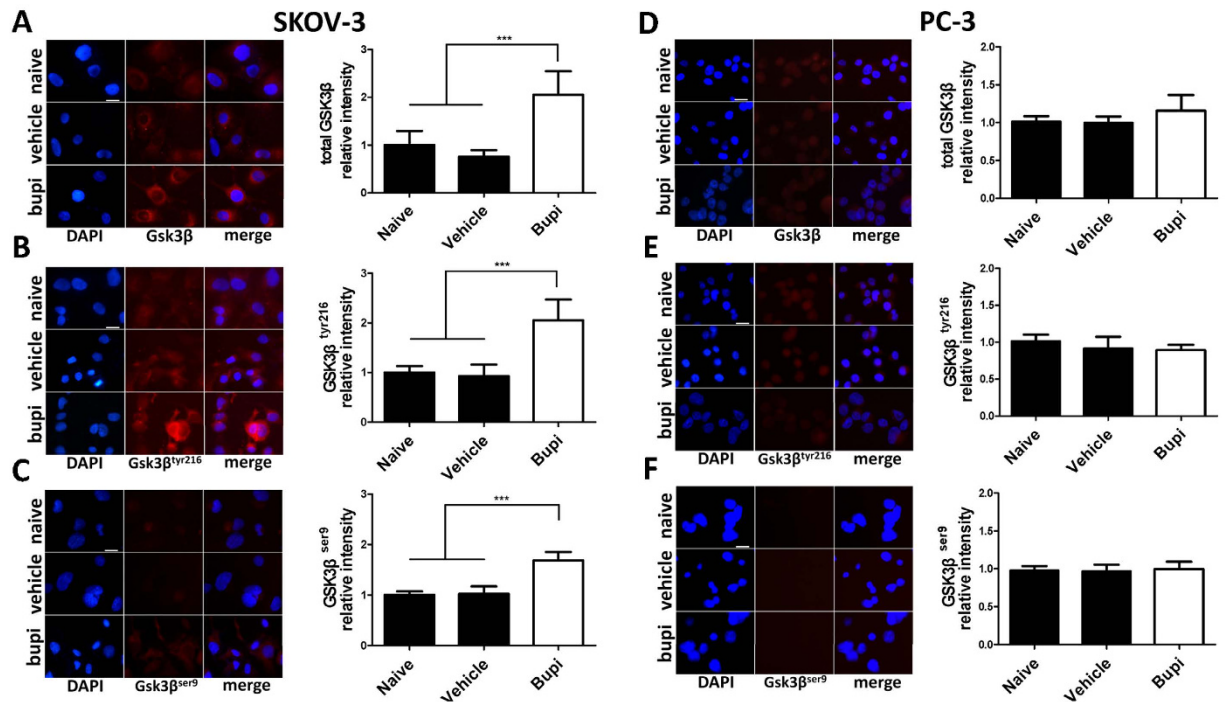 SKOV-3
PC-3
A
naive
vehicle
bupi
DAPI Gsk3β merge
total GSK3β
relative intensity
3
2
1
0
***
Naive Vehicle Bupi
B
naive
vehicle
bupi
DAPI Gsk3βtyr216 merge
GSK3β tyr216
relative intensity
3
2
1
0
***
Naive Vehicle Bupi
C
naive
vehicle
bupi
DAPI Gsk3βser9 merge
GSK3β ser9
relative intensity
3
2
1
0
***
Naive Vehicle Bupi
D
naive
vehicle
bupi
DAPI Gsk3β merge
total GSK3β
relative intensity
2.0
1.5
1.0
0.5
0.0
Naive Vehicle Bupi
E
naive
vehicle
bupi
DAPI Gsk3βtyr216 merge
GSK3β tyr216
relative intensity
2.0
1.5
1.0
0.5
0.0
Naive Vehicle Bupi
F
naive
vehicle
bupi
DAPI Gsk3βser9 merge
GSK3β ser9
relative intensity
2.0
1.5
1.0
0.5
0.0
Naive Vehicle Bupi